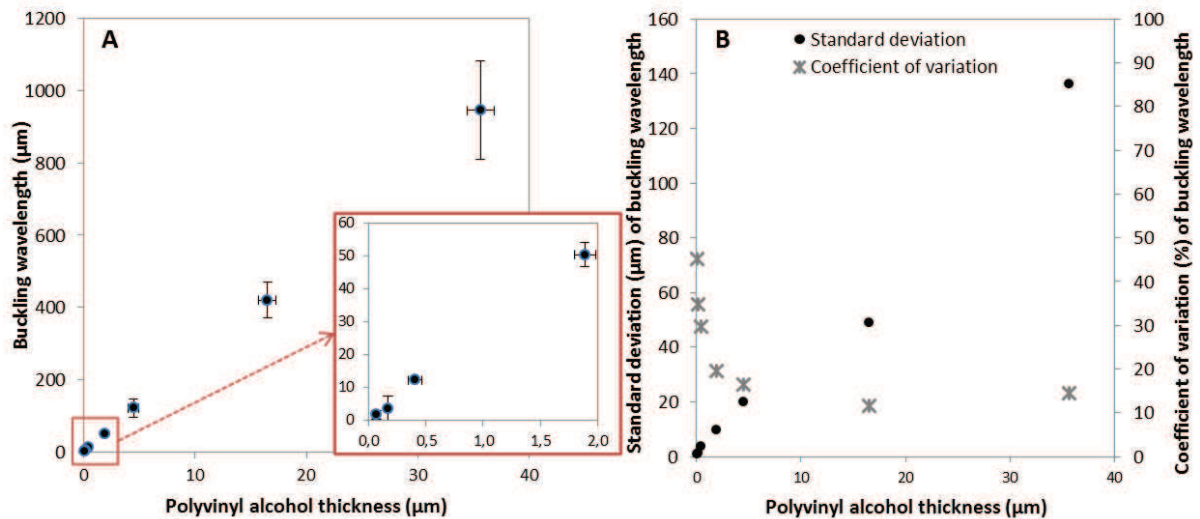 A
Buckling wavelength (µm)
1200
1000
800
600
400
200
0
0 10 20 30 40
Polyvinyl alcohol thickness (µm)
60
50
40
30
20
10
0
0,0 0,5 1,0 1,5 2,0
B
Standard deviation (µm) of buckling wavelength
160
140
120
100
80
60
40
20
0
Standard deviation
Coefficient of variation
100
90
80
70
60
50
40
30
20
10
0
Coefficient of variation (%) of buckling wavelength
0 10 20 30 40
Polyvinyl alcohol thickness (µm)